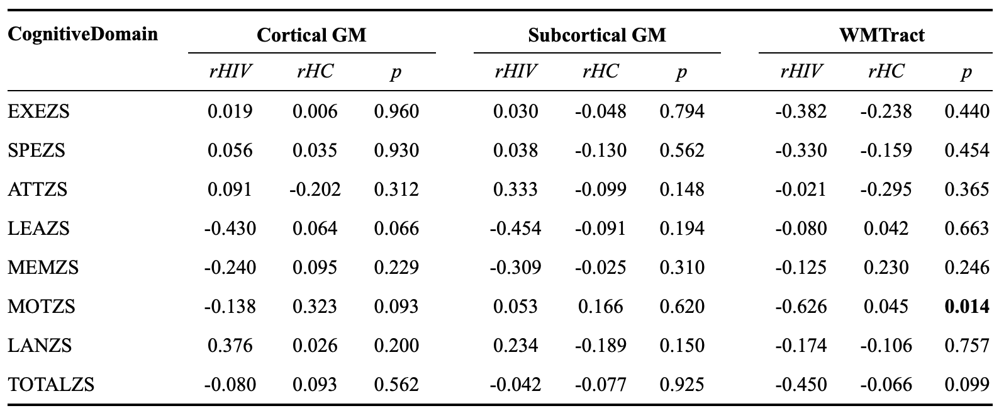 CognitiveDomain Cortical GM Subcortical GM WMTract
rHIV rHC p rHIV rHC p rHIV rHC p
EXEZS 0.019 0.006 0.960 0.030 -0.048 0.794 -0.382 -0.238 0.440
SPEZS 0.056 0.035 0.930 0.038 -0.130 0.562 -0.330 -0.159 0.454
ATTZS 0.091 -0.202 0.312 0.333 -0.099 0.148 -0.021 -0.295 0.365
LEAZS -0.430 0.064 0.066 -0.454 -0.091 0.194 -0.080 0.042 0.663
MEMZS -0.240 0.095 0.229 -0.309 -0.025 0.310 -0.125 0.230 0.246
MOTZS -0.138 0.323 0.093 0.053 0.166 0.620 -0.626 0.045 0.014
LANZS 0.376 0.026 0.200 0.234 -0.189 0.150 -0.174 -0.106 0.757
TOTALZS -0.080 0.093 0.562 -0.042 -0.077 0.925 -0.450 -0.066 0.099